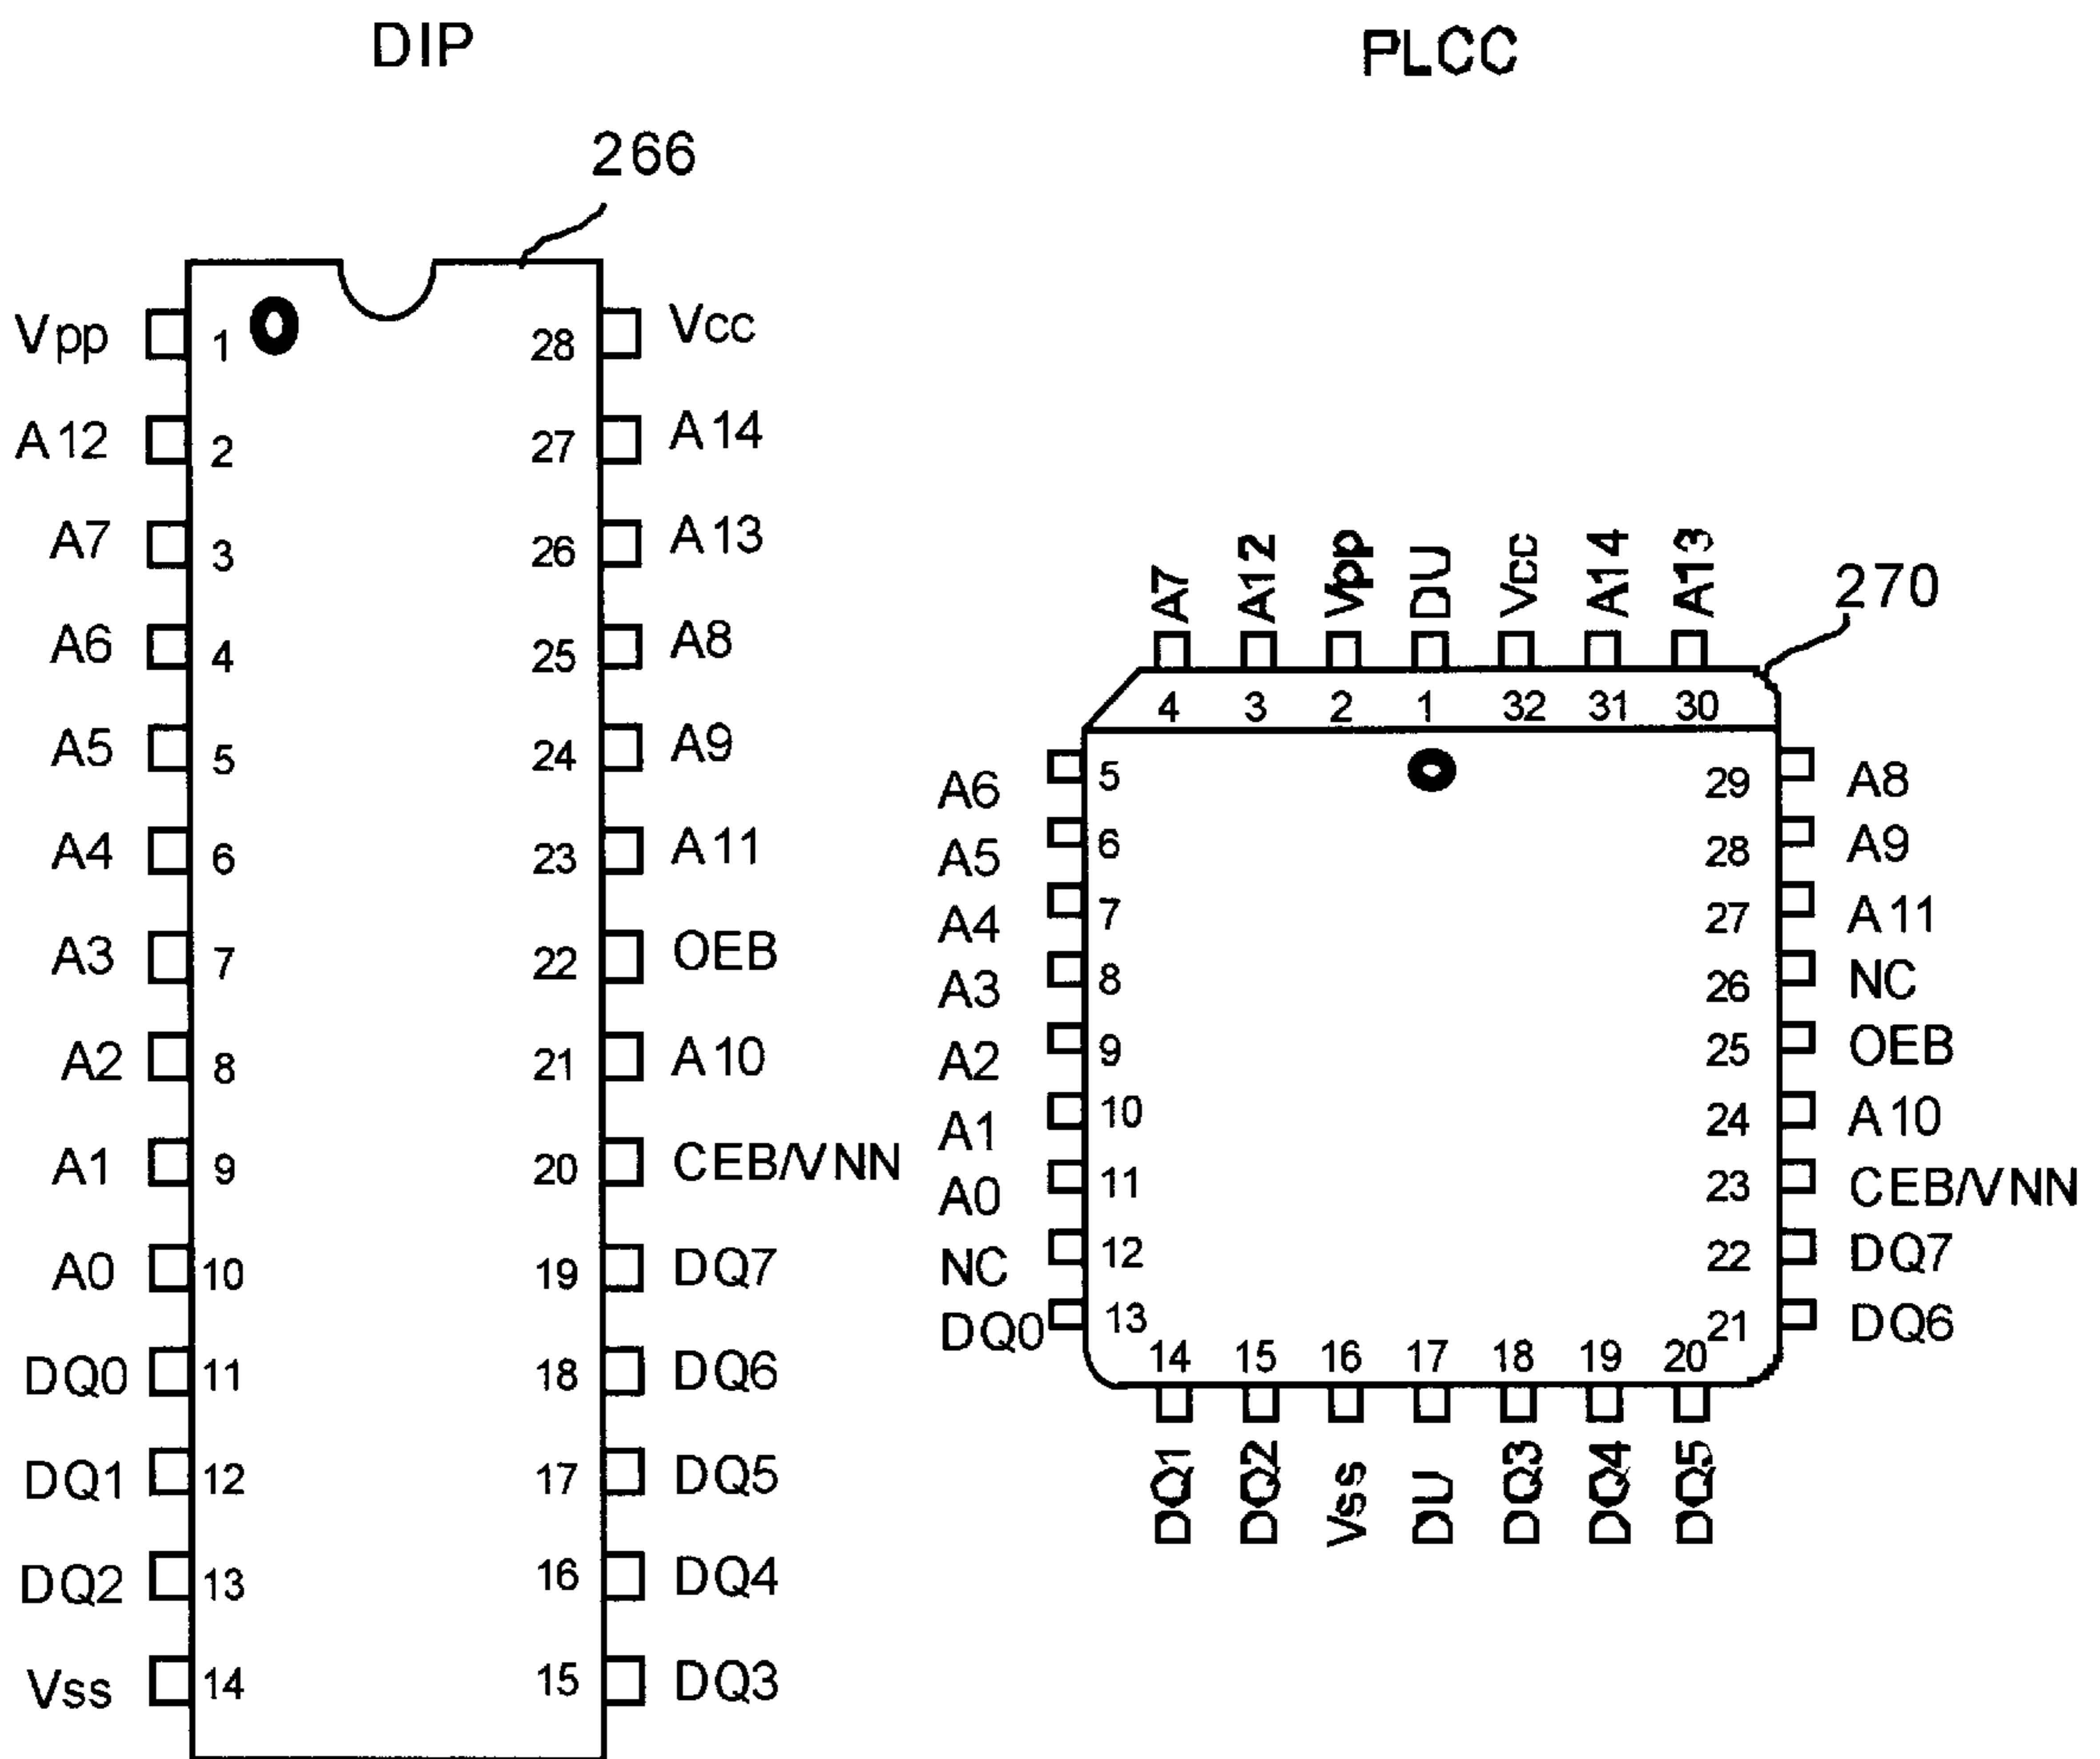 DIP
PLCC
266
Vpp 1 28 Vcc
A12 2 27 A14
A7 3 26 A13
A6 4 25 A8
A5 5 24 A9
A4 6 23 A11
A3 7 22 OEB
A2 8 21 A10
A1 9 20 CEB/VNN
A0 10 19 DQ7
DQ0 11 18 DQ6
DQ1 12 17 DQ5
DQ2 13 16 DQ4
Vss 14 15 DQ3
A7 A12 Vpp DU Vcc A14 A13
270
4 3 2 1 32 31 30
A6 5 29 A8
A5 6 28 A9
A4 7 27 A11
A3 8 26 NC
A2 9 25 OEB
A1 10 24 A10
A0 11 23 CEB/VNN
NC 12 22 DQ7
DQ0 13 21 DQ6
14 15 16 17 18 19 20
DQ1 DQ2 Vss DU DQ3 DQ4 DQ5